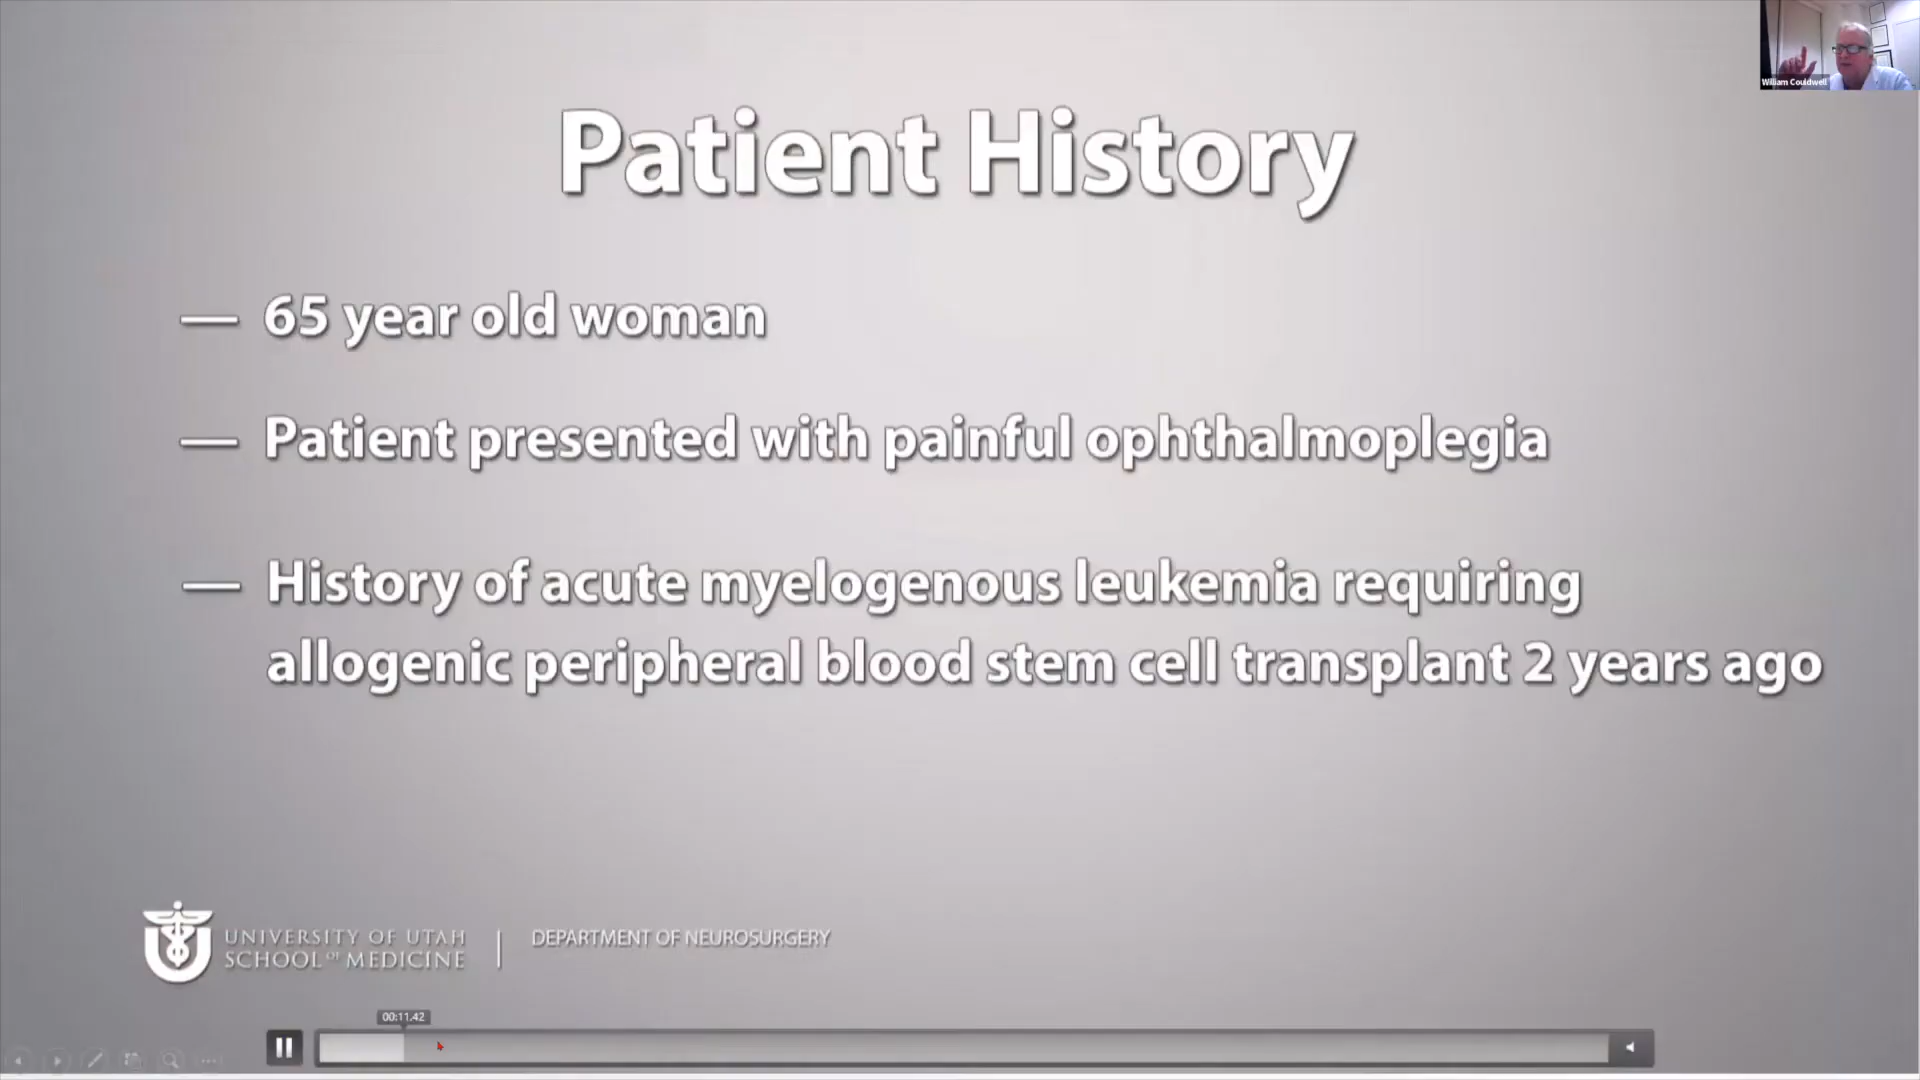 William Couldwell
Patient History
— 65 year old woman
— Patient presented with painful ophthalmoplegia
— History of acute myelogenous leukemia requiring
allogenic peripheral blood stem cell transplant 2 years ago
UNIVERSITY OF UTAH
SCHOOL OF MEDICINE
DEPARTMENT OF NEUROSURGERY
00:11.42